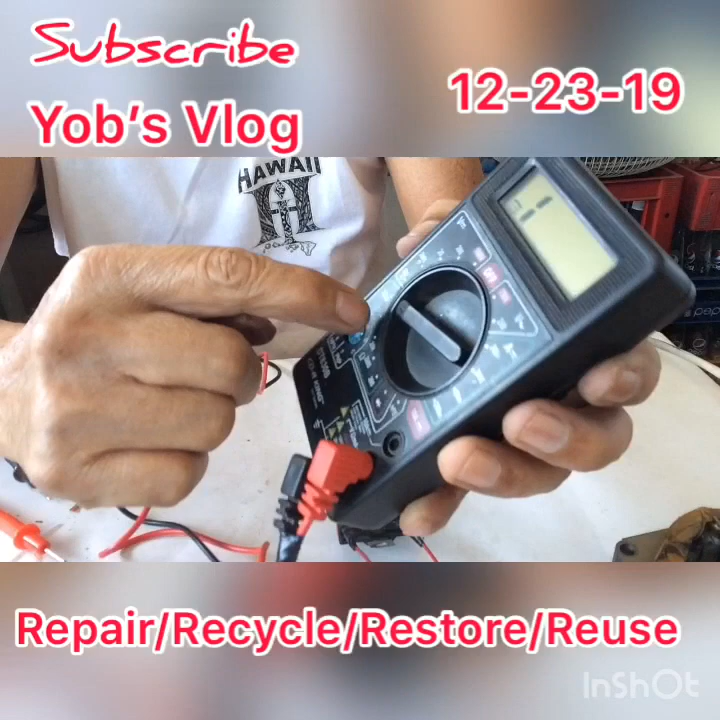 Subscribe
Yob's Vlog
12-23-19
HAWAII
H
Repair/Recycle/Restore/Reuse
InShOt